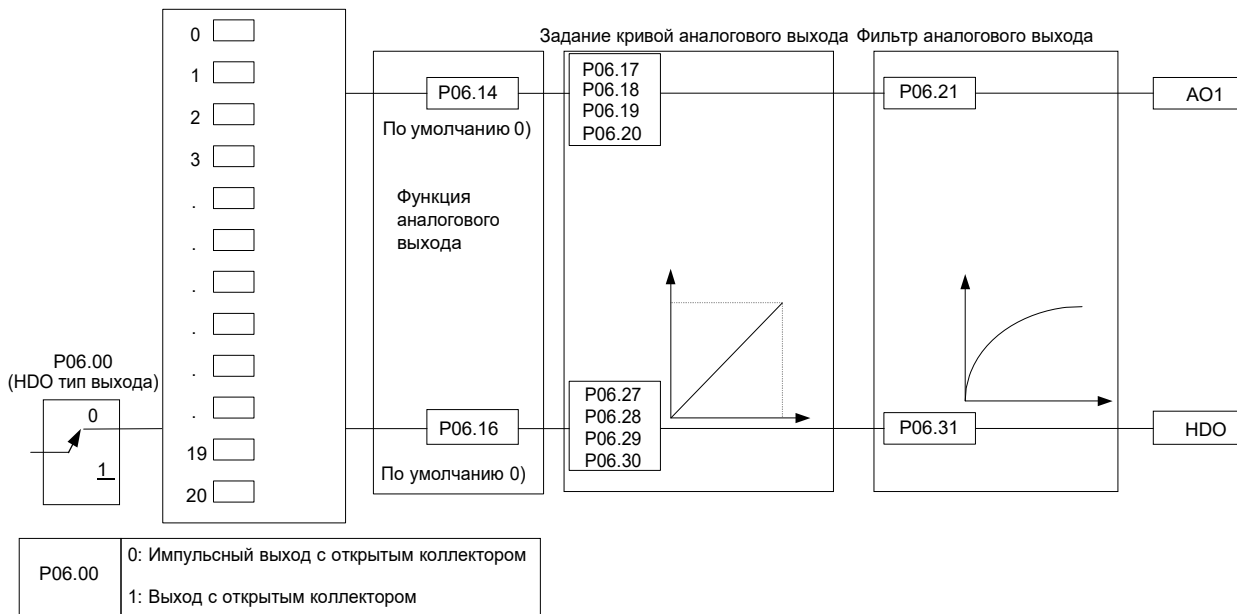 Задание кривой аналогового выхода
Фильтр аналогового выхода
0
1
2
3
.
.
.
.
.
.
19
20
P06.14
По умолчанию 0)
Функция
аналогового
выхода
P06.16
По умолчанию 0)
P06.17
P06.18
P06.19
P06.20
P06.27
P06.28
P06.29
P06.30
P06.21
P06.31
AO1
HDO
P06.00
(HDO тип выхода)
0
1
P06.00
0: Импульсный выход с открытым коллектором
1: Выход с открытым коллектором